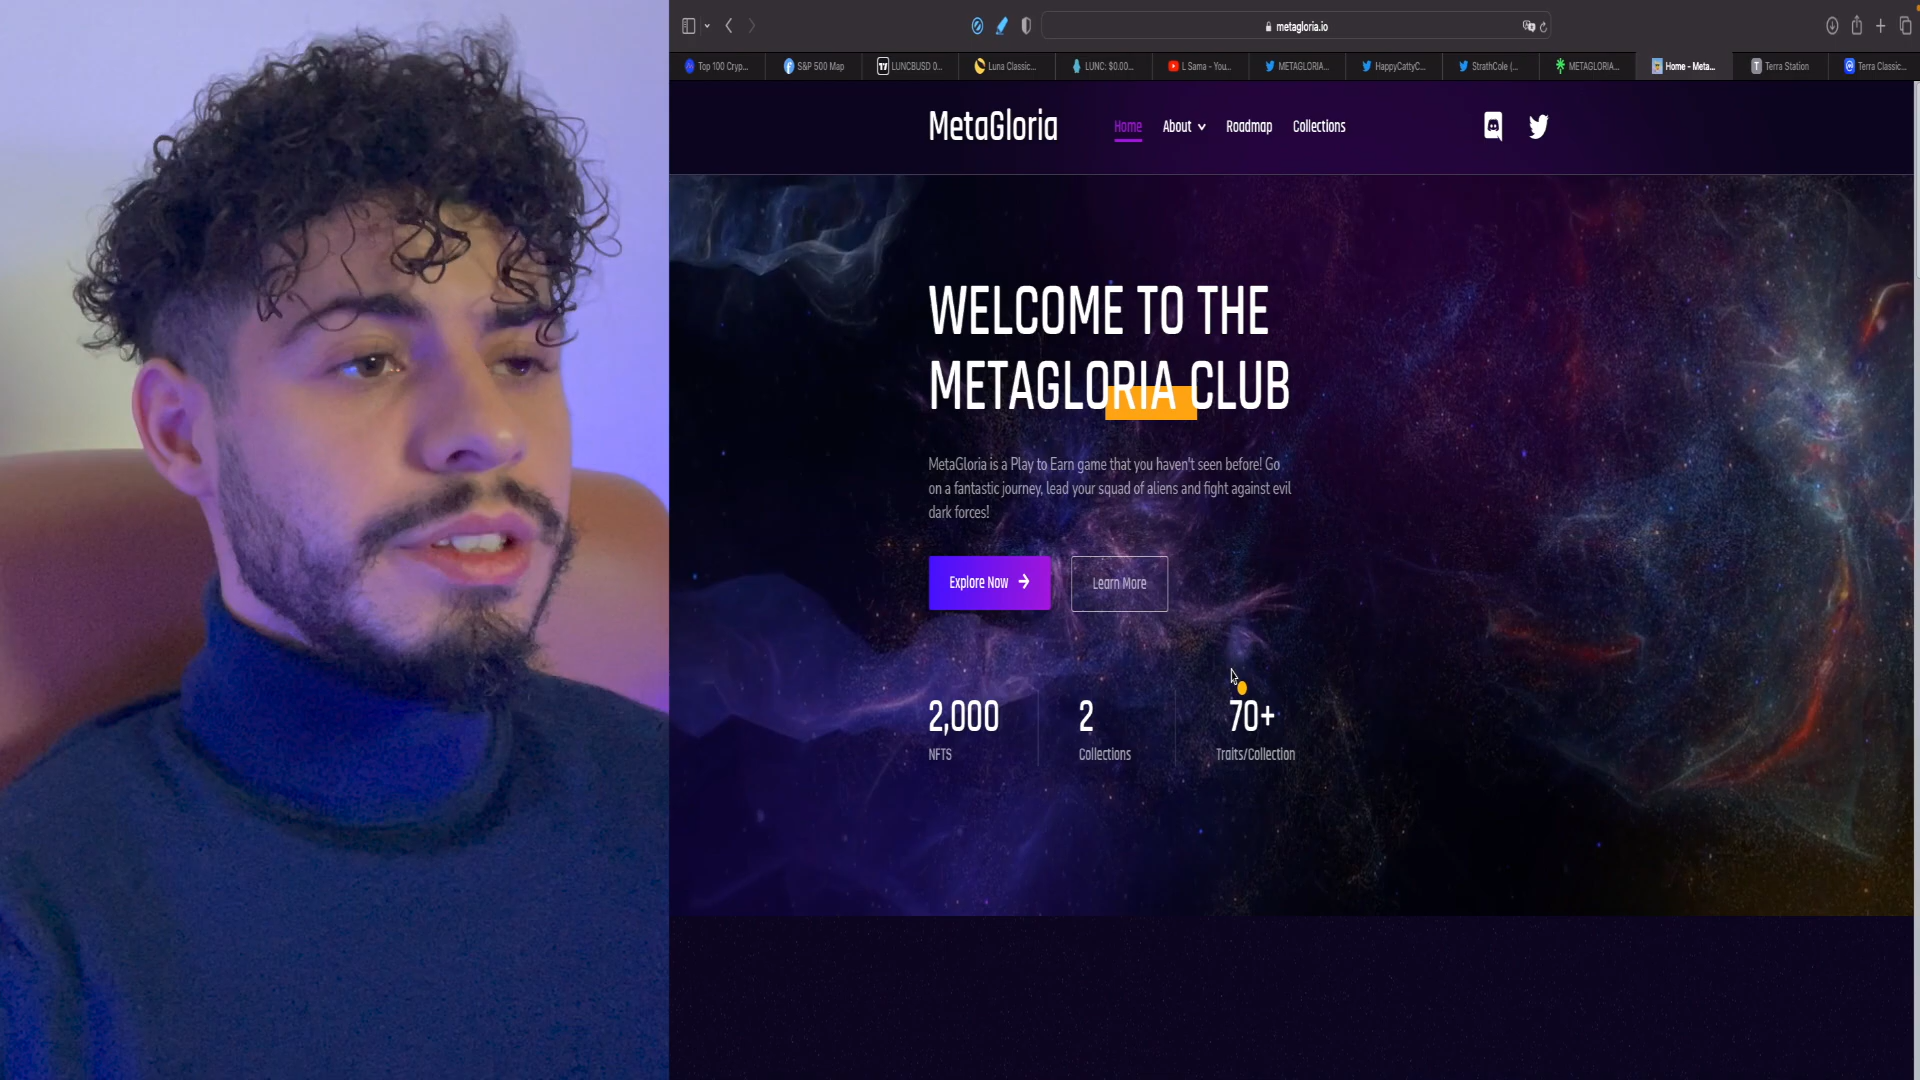 metagloria.io
Top 100 Cryp...
S&P 500 Map
LUNCBUSD 0...
Luna Classic...
LUNC: $0.00...
L Sama - You...
METAGLORIA...
HappyCattyC...
StrathCole (...
METAGLORIA...
Home - Meta...
Terra Station
Terra Classic...
MetaGloria
Home
About
Roadmap
Collections
WELCOME TO THE
METAGLORIA CLUB
MetaGloria is a Play to Earn game that you haven't seen before! Go
on a fantastic journey, lead your squad of aliens and fight against evil
dark forces!
Explore Now
Learn More
2,000
2
70+
NFTS
Collections
Traits/Collection